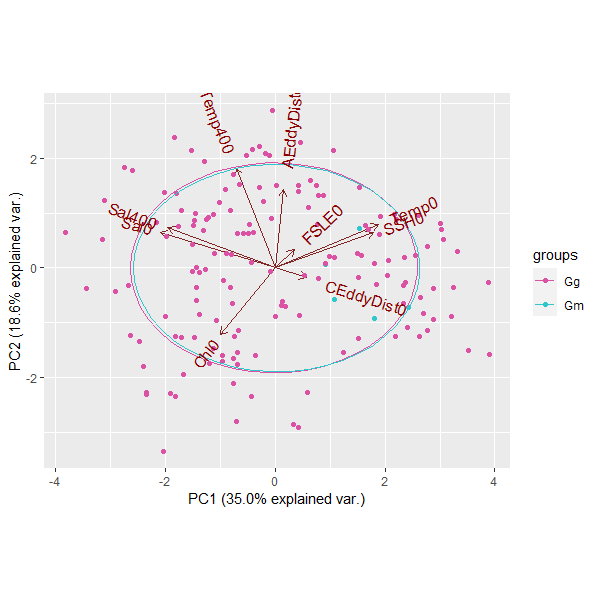 Temp400
AEddyDist0
Sal400
Sal0
FSLE0
Temp0
SSH0
CEddyDist0
Chl0
2
0
-2
-4
-2
0
2
4
PC1 (35.0% explained var.)
PC2 (18.6% explained var.)
groups
Gg
Gm